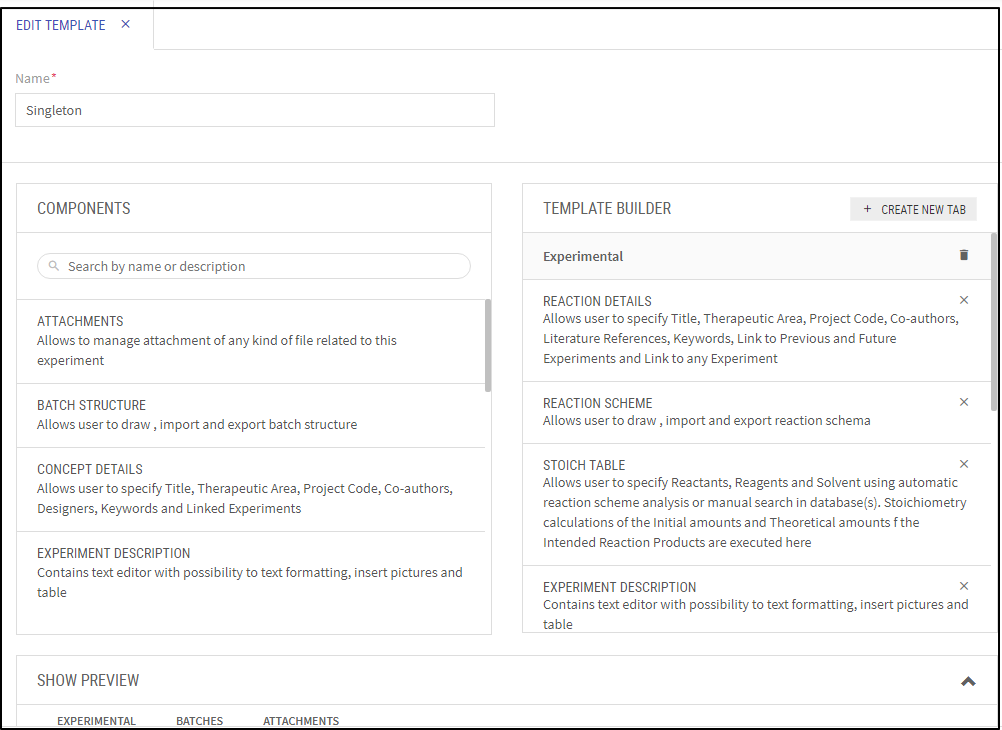 EDIT TEMPLATE ×
Name*
Singleton
COMPONENTS
Search by name or description
ATTACHMENTS
Allows to manage attachment of any kind of file related to this
experiment
BATCH STRUCTURE
Allows user to draw , import and export batch structure
CONCEPT DETAILS
Allows user to specify Title, Therapeutic Area, Project Code, Co-authors,
Designers, Keywords and Linked Experiments
EXPERIMENT DESCRIPTION
Contains text editor with possibility to text formatting, insert pictures and
table
TEMPLATE BUILDER
+ CREATE NEW TAB
Experimental
REACTION DETAILS
Allows user to specify Title, Therapeutic Area, Project Code, Co-authors,
Literature References, Keywords, Link to Previous and Future
Experiments and Link to any Experiment
REACTION SCHEME
Allows user to draw , import and export reaction schema
STOICH TABLE
Allows user to specify Reactants, Reagents and Solvent using automatic
reaction scheme analysis or manual search in database(s). Stoichiometry
calculations of the Initial amounts and Theoretical amounts f the
Intended Reaction Products are executed here
EXPERIMENT DESCRIPTION
Contains text editor with possibility to text formatting, insert pictures and
table
SHOW PREVIEW
EXPERIMENTAL BATCHES ATTACHMENTS